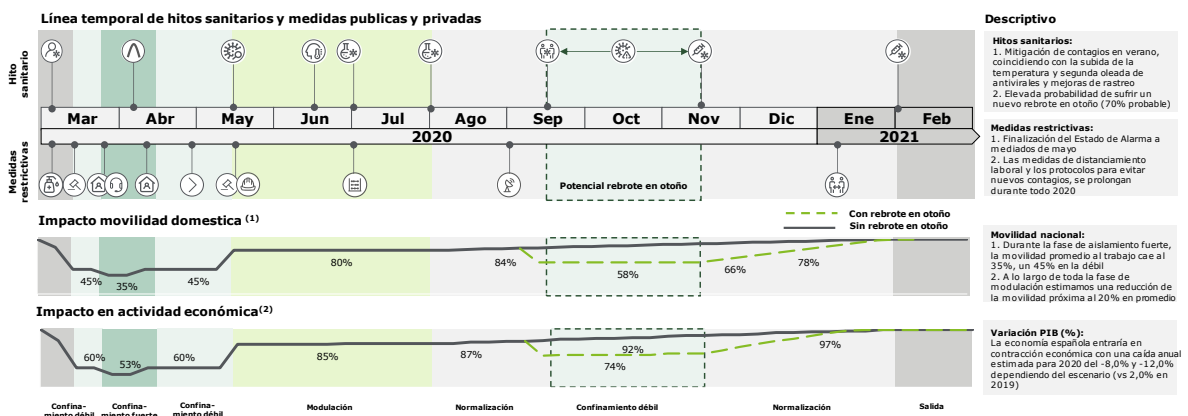 Línea temporal de hitos sanitarios y medidas publicas y privadas
Hito
sanitario
Mar Abr May Jun Jul Ago Sep Oct Nov Dic Ene Feb
2020 2021
Medidas
restrictivas
Potencial rebrote en otoño
Impacto movilidad domestica (1)
Con rebrote en otoño
Sin rebrote en otoño
45% 35% 45% 80% 84% 58% 66% 78%
Impacto en actividad económica(2)
60% 53% 60% 85% 87% 92% 74% 97%
Confina-
miento débil
Confina-
miento fuerte
Confina-
miento débil
Modulación
Normalización
Confinamiento débil
Normalización
Salida
Descriptivo
Hitos sanitarios:
1. Mitigación de contagios en verano,
coincidiendo con la subida de la
temperatura y segunda oleada de
antivirales y mejoras de rastreo
2. Elevada probabilidad de sufrir un
nuevo rebrote en otoño (70% probable)
Medidas restrictivas:
1. Finalización del Estado de Alarma a
mediados de mayo
2. Las medidas de distanciamiento
laboral y los protocolos para evitar
nuevos contagios, se prolongan
durante todo 2020
Movilidad nacional:
1. Durante la fase de aislamiento fuerte,
la movilidad promedio al trabajo cae al
35%, un 45% en la débil
2. A lo largo de toda la fase de
modulación estimamos una reducción de
la movilidad próxima al 20% en promedio
Variación PIB (%):
La economía española entraría en
contracción económica con una caída anual
estimada para 2020 del -8,0% y -12,0%
dependiendo del escenario (vs 2,0% en
2019)